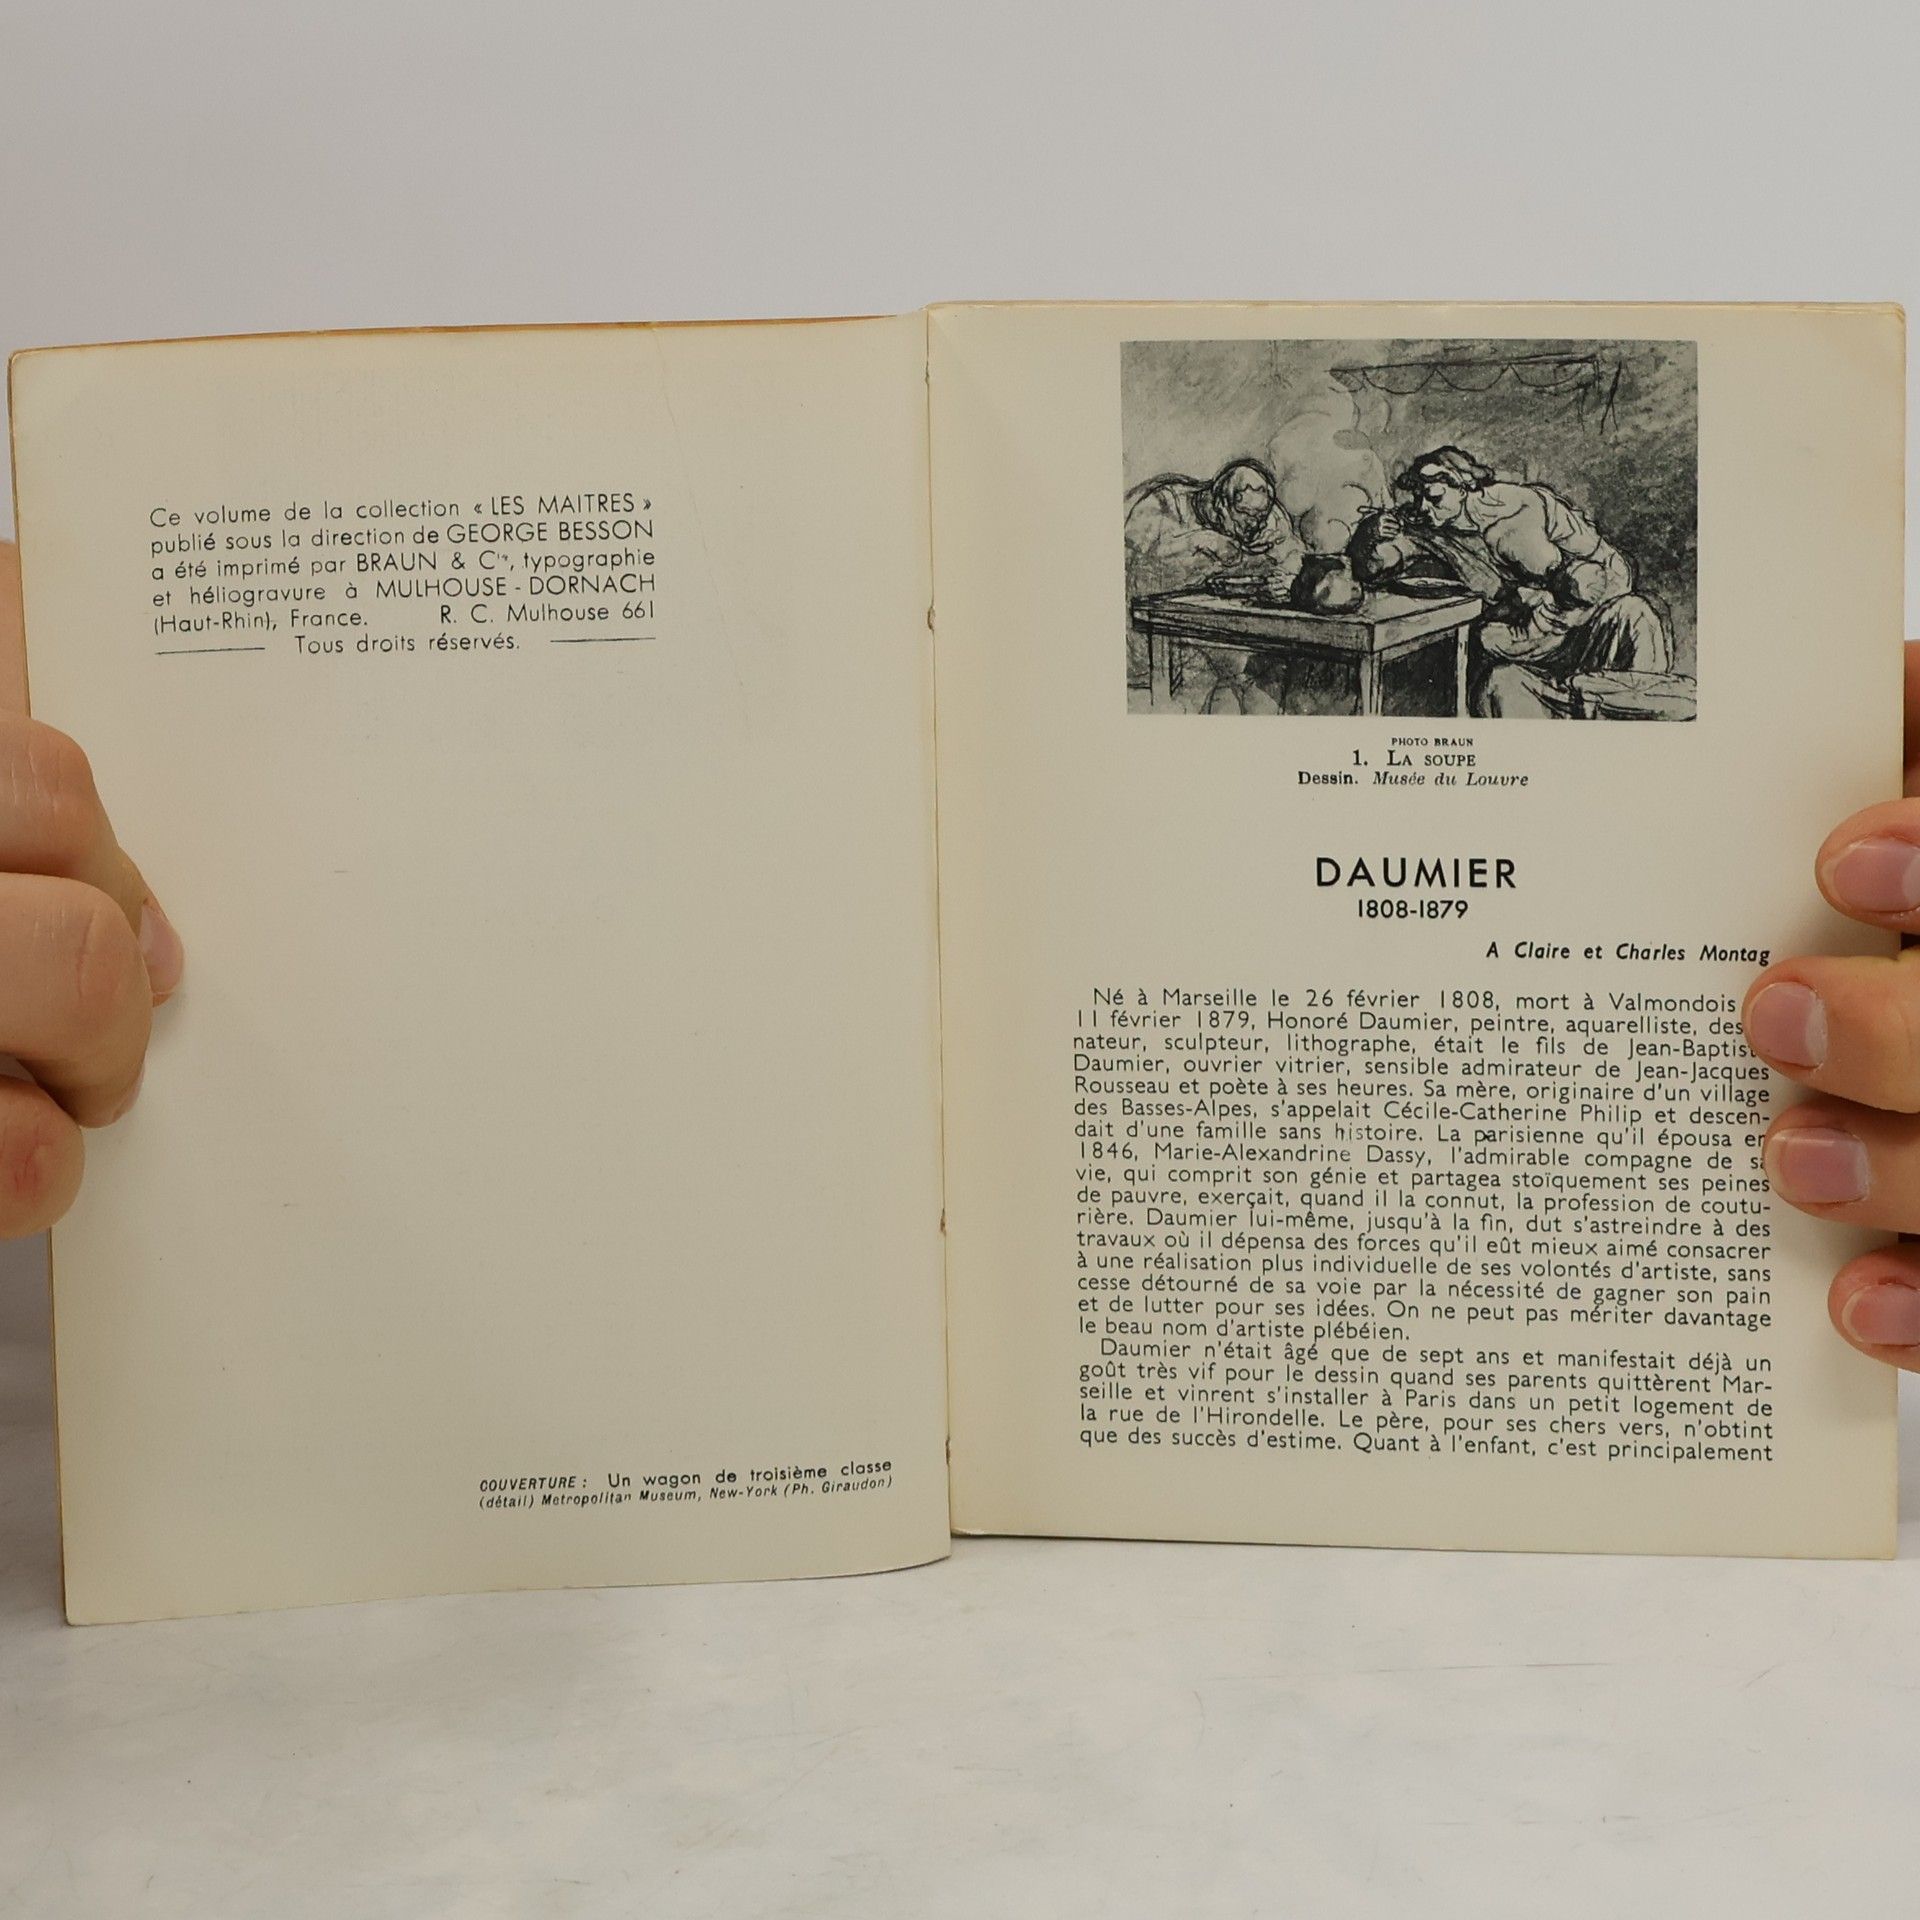 Ce volume de la collection « LES MAITRES »
publié sous la direction de GEORGE BESSON
a été imprimé par BRAUN & Cie, typographie
et héliogravure à MULHOUSE - DORNACH
(Haut-Rhin), France. R. C. Mulhouse 661
Tous droits réservés.
COUVERTURE : Un wagon de troisième classe
(détail) Metropolitan Museum, New-York (Ph. Giraudon)
PHOTO BRAUN
1. LA SOUPE
Dessin. Musée du Louvre
DAUMIER
1808-1879
A Claire et Charles Montag
Né à Marseille le 26 février 1808, mort à Valmondois
11 février 1879, Honoré Daumier, peintre, aquarelliste, des
nateur, sculpteur, lithographe, était le fils de Jean-Baptist
Daumier, ouvrier vitrier, sensible admirateur de Jean-Jacques
Rousseau et poète à ses heures. Sa mère, originaire d'un village
des Basses-Alpes, s'appelait Cécile-Catherine Philip et descen-
dait d'une famille sans histoire. La parisienne qu'il épousa en
1846, Marie-Alexandrine Dassy, l'admirable compagne de sa
vie, qui comprit son génie et partagea stoïquement ses peines
de pauvre, exerçait, quand il la connut, la profession de coutu-
rière. Daumier lui-même, jusqu'à la fin, dut s'astreindre à des
travaux où il dépensa des forces qu'il eût mieux aimé consacrer
à une réalisation plus individuelle de ses volontés d'artiste, sans
cesse détourné de sa voie par la nécessité de gagner son pain
et de lutter pour ses idées. On ne peut pas mériter davantage
le beau nom d'artiste plébéien.
Daumier n'était âgé que de sept ans et manifestait déjà un
goût très vif pour le dessin quand ses parents quittèrent Mar-
seille et vinrent s'installer à Paris dans un petit logement de
la rue de l'Hirondelle. Le père, pour ses chers vers, n'obtint
que des succès d'estime. Quant à l'enfant, c'est principalement